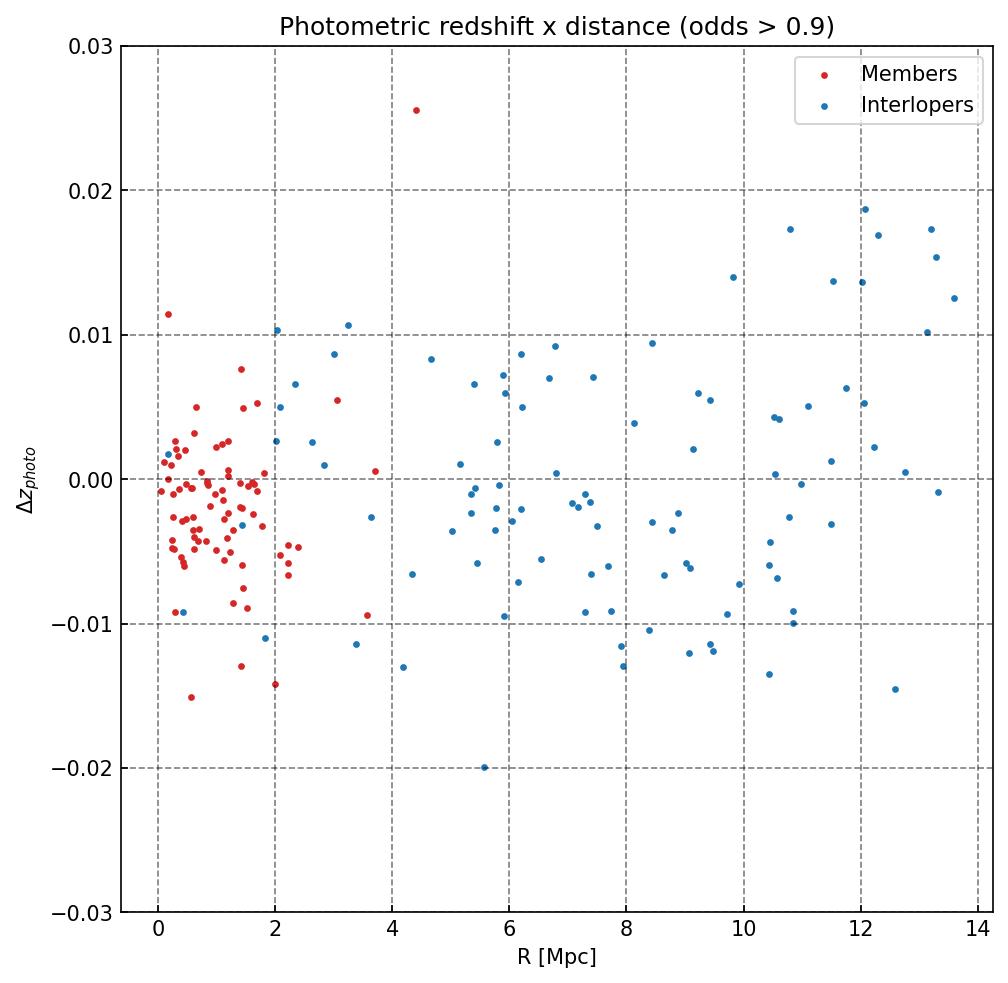 Photometric redshift x distance (odds > 0.9)
Members
Interlopers
0.03
0.02
0.01
0.00
−0.01
−0.02
−0.03
Δz_photo
0 2 4 6 8 10 12 14
R [Mpc]